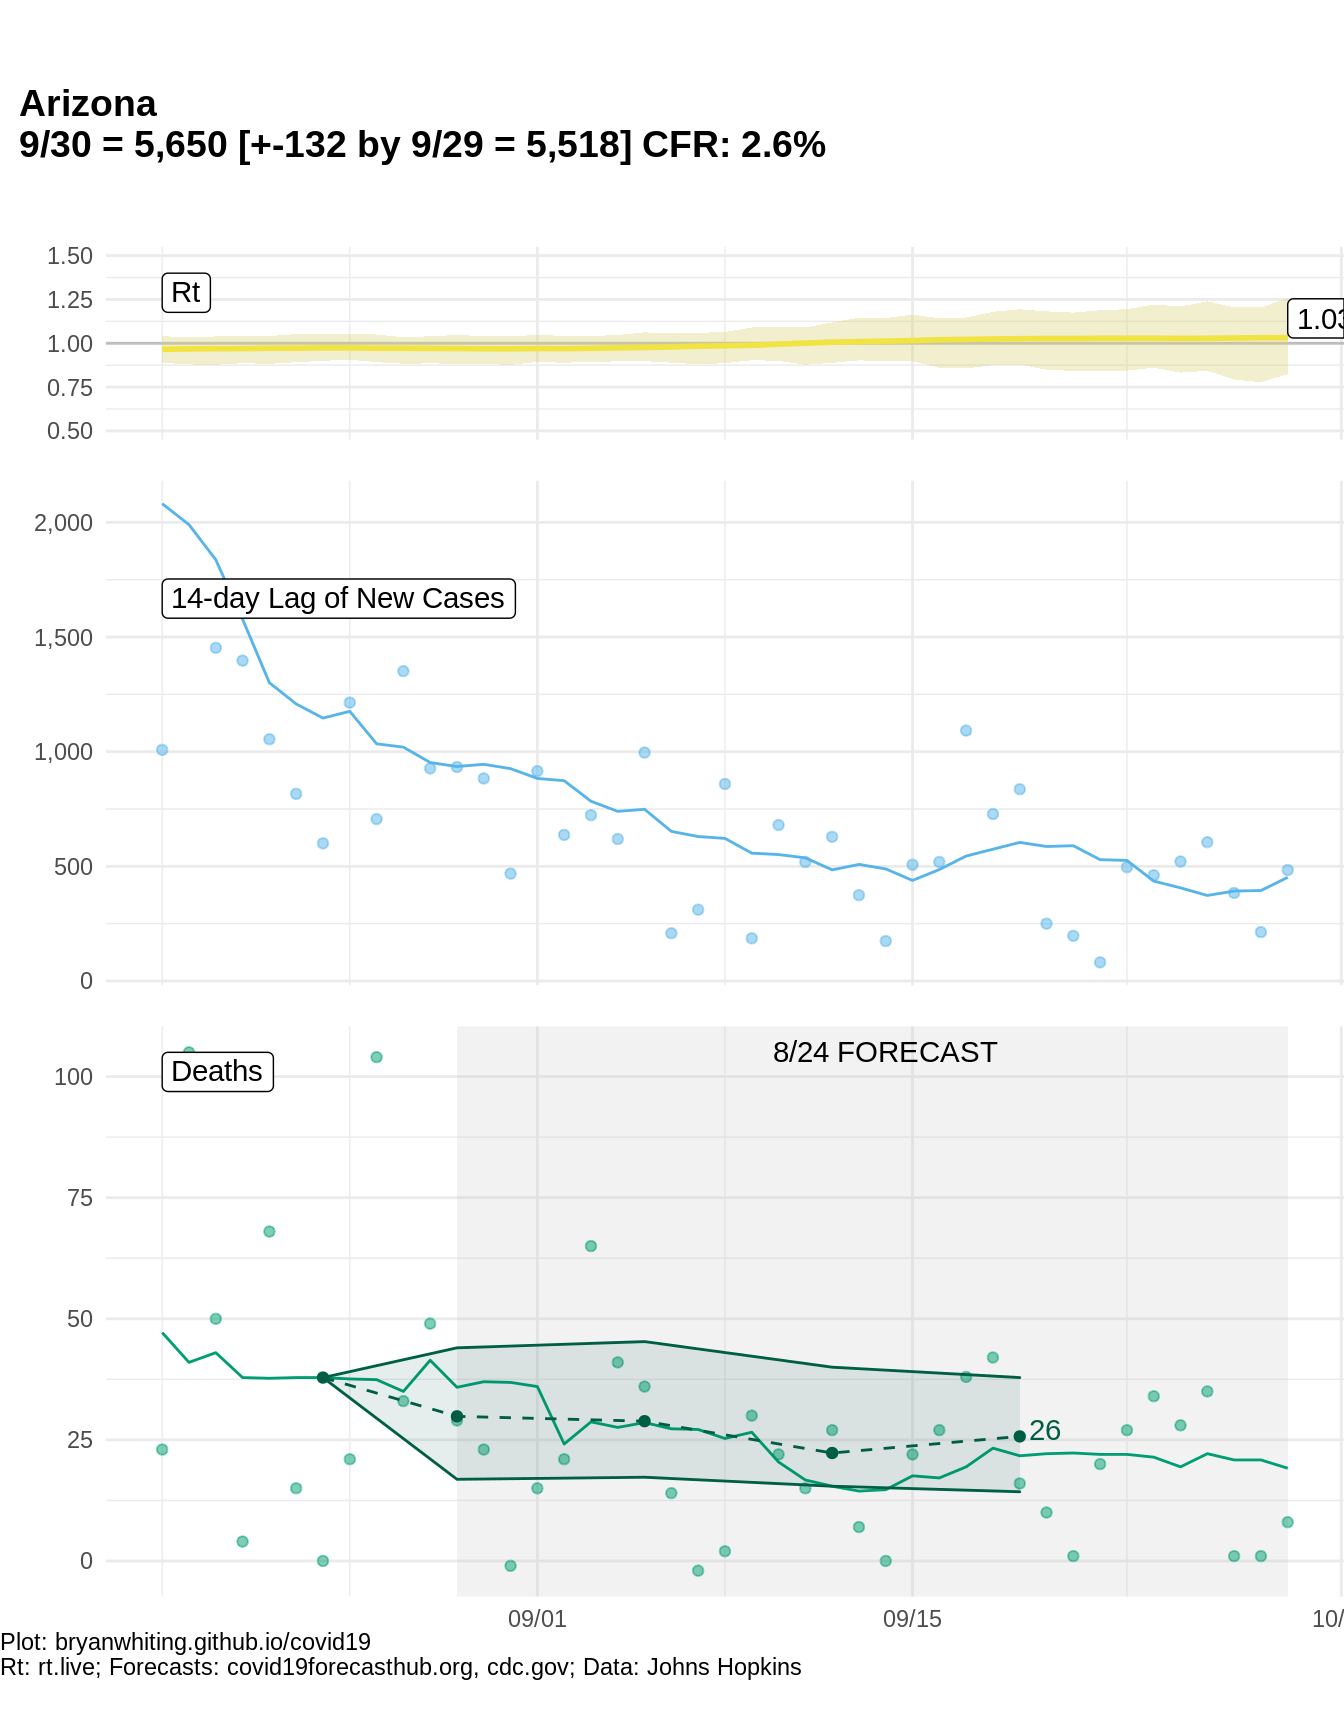 Arizona
9/30 = 5,650 [+-132 by 9/29 = 5,518] CFR: 2.6%
1.50
1.25
1.00
0.75
0.50
Rt
1.03
2,000
1,500
1,000
500
0
14-day Lag of New Cases
100
75
50
25
0
Deaths
8/24 FORECAST
26
09/01
09/15
10/
Plot: bryanwhiting.github.io/covid19
Rt: rt.live; Forecasts: covid19forecasthub.org, cdc.gov; Data: Johns Hopkins